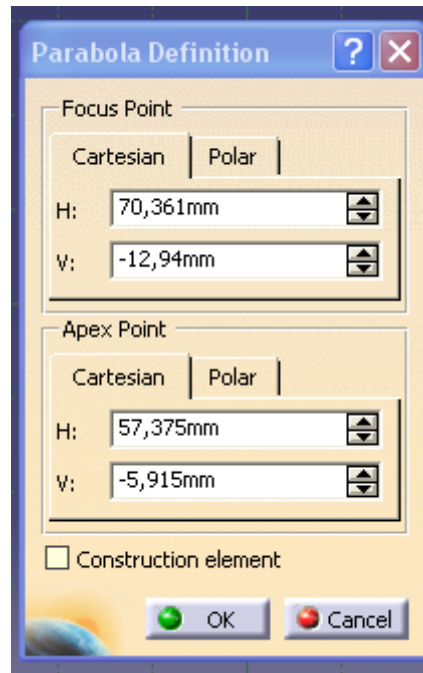 Parabola Definition ?
Focus Point
Cartesian Polar
H: 70,361mm
V: -12,94mm
Apex Point
Cartesian Polar
H: 57,375mm
V: -5,915mm
Construction element
OK Cancel